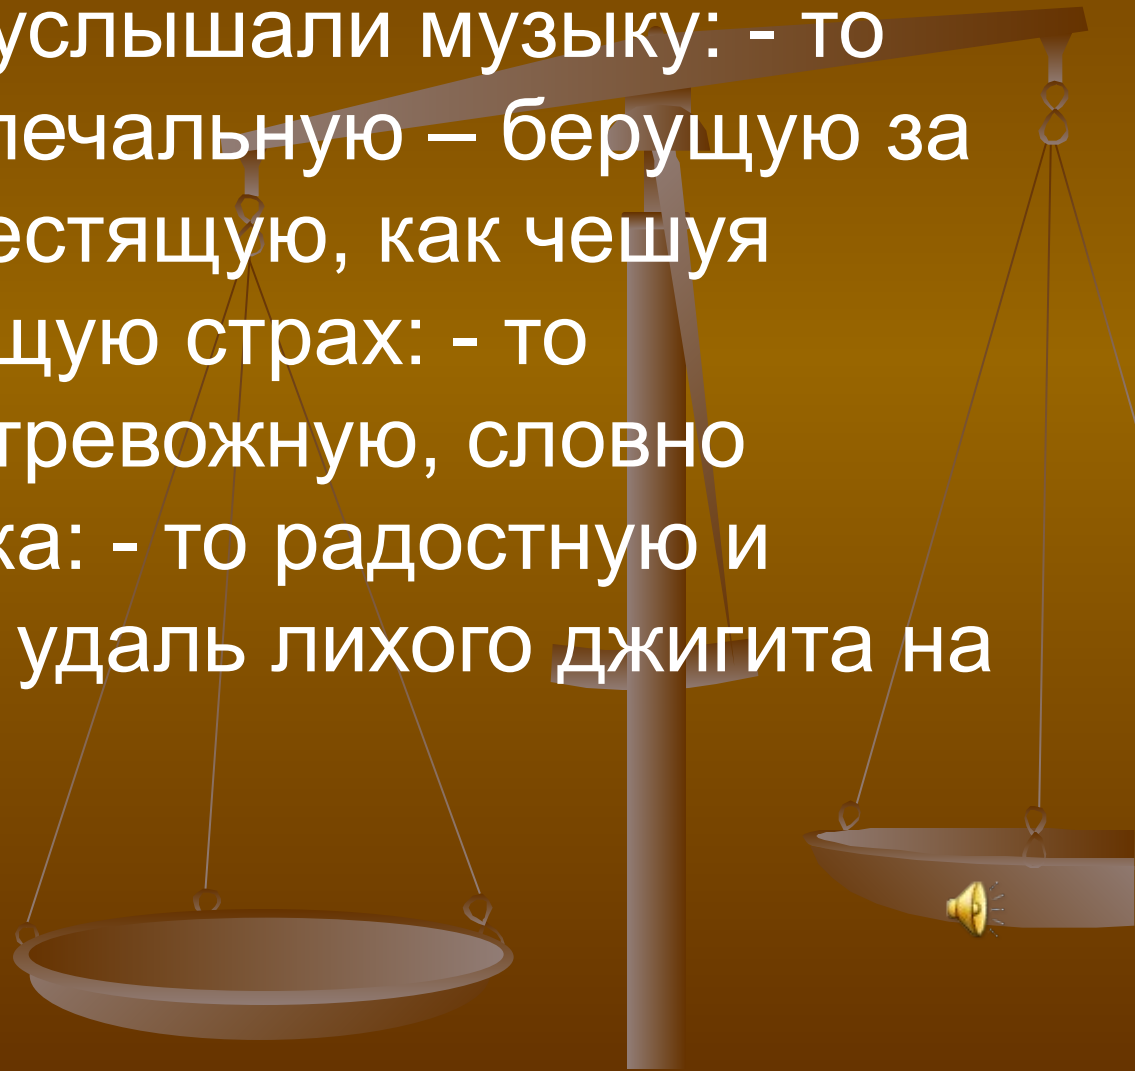 услышали музыку: - то
печальную – берущую за
естящую, как чешуя
щую страх: - то
тревожную, словно
ка: - то радостную и
удаль лихого джигита на